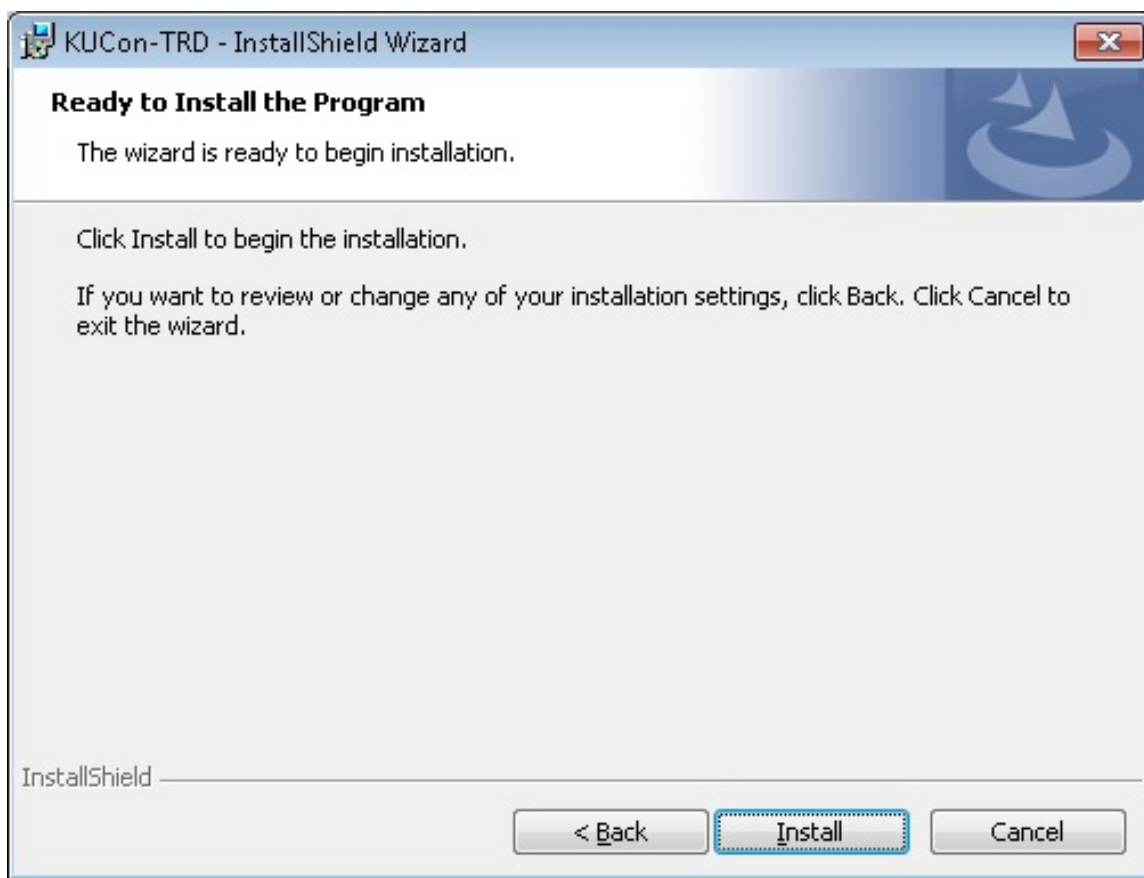 KUCon-TRD - InstallShield Wizard
Ready to Install the Program
The wizard is ready to begin installation.
Click Install to begin the installation.
If you want to review or change any of your installation settings, click Back. Click Cancel to
exit the wizard.
InstallShield
< Back
Install
Cancel